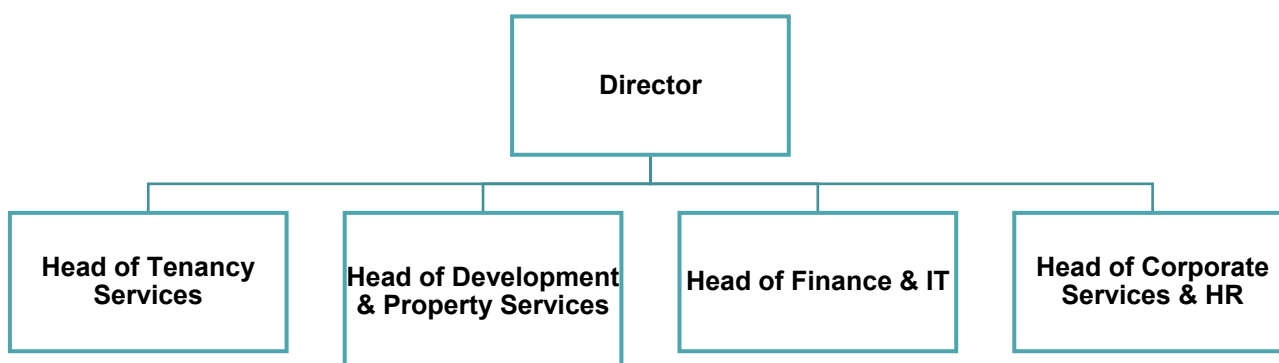 Director
Head of Tenancy
Services
Head of Development
& Property Services
Head of Finance & IT
Head of Corporate
Services & HR